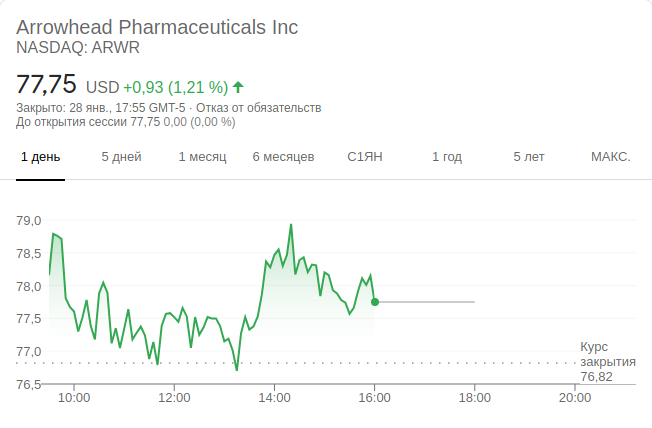 Arrowhead Pharmaceuticals Inc
NASDAQ: ARWR
77,75 USD +0,93 (1,21 %)
Закрыто: 28 янв., 17:55 GMT-5 · Отказ от обязательств
До открытия сессии 77,75 0,00 (0,00 %)
1 день 5 дней 1 месяц 6 месяцев С1ЯН 1 год 5 лет МАКС.
79,0
78,5
78,0
77,5
77,0
76,5
Курс
закрытия
76,82
10:00 12:00 14:00 16:00 18:00 20:00